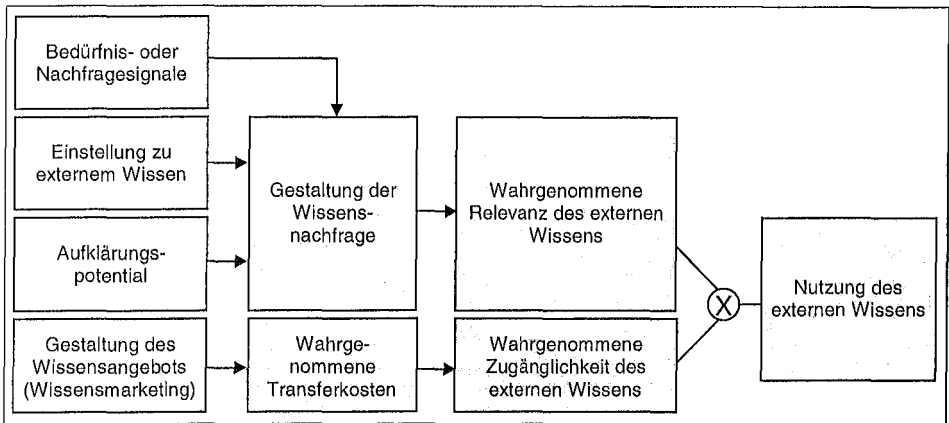 Bedürfnis- oder
Nachfragesignale
Einstellung zu
externem Wissen
Aufklärungs-
potential
Gestaltung des
Wissensangebots
(Wissensmarketing)
Gestaltung der
Wissens-
nachfrage
Wahrge-
nommene
Transferkosten
Wahrgenommene
Relevanz des externen
Wissens
Wahrgenommene
Zugänglichkeit des
externen Wissens
X
Nutzung des
externen Wissens